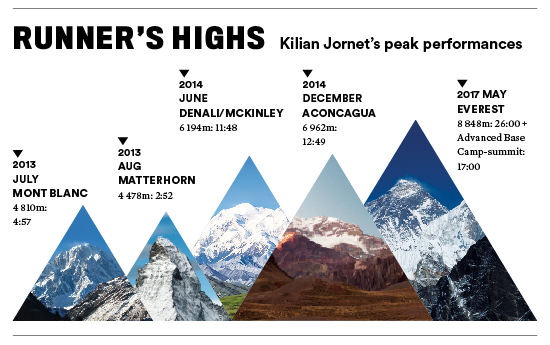 RUNNER'S HIGHS Kilian Jornet's peak performances
2013
JULY
MONT BLANC
4 810m:
4:57
2013
AUG
MATTERHORN
4 478m: 2:52
2014
JUNE
DENALI/MCKINLEY
6 194m: 11:48
2014
DECEMBER
ACONCAGUA
6 962m:
12:49
2017 MAY
EVEREST
8 848m: 26:00+
Advanced Base
Camp-summit:
17:00